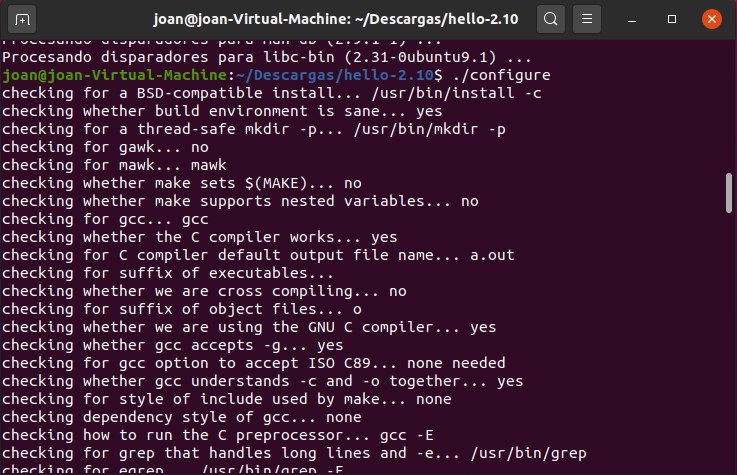 joan@joan-Virtual-Machine: ~/Descargas/hello-2.10
Procesando disparadores para man-db (2.9.1-1) ...
Procesando disparadores para libc-bin (2.31-0ubuntu9.1) ...
joan@joan-Virtual-Machine:~/Descargas/hello-2.10$ ./configure
checking for a BSD-compatible install... /usr/bin/install -c
checking whether build environment is sane... yes
checking for a thread-safe mkdir -p... /usr/bin/mkdir -p
checking for gawk... no
checking for mawk... mawk
checking whether make sets $(MAKE)... no
checking whether make supports nested variables... no
checking for gcc... gcc
checking whether the C compiler works... yes
checking for C compiler default output file name... a.out
checking for suffix of executables...
checking whether we are cross compiling... no
checking for suffix of object files... o
checking whether we are using the GNU C compiler... yes
checking whether gcc accepts -g... yes
checking for gcc option to accept ISO C89... none needed
checking whether gcc understands -c and -o together... yes
checking for style of include used by make... none
checking dependency style of gcc... none
checking how to run the C preprocessor... gcc -E
checking for grep that handles long lines and -e... /usr/bin/grep
checking for egrep... /usr/bin/grep -E